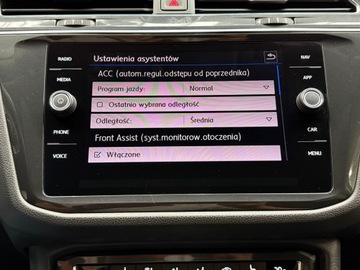 RADIO
MEDIA
PHONE
VOICE
NAV
APP
CAR
MENU
Ustawienia asystentów
ACC (autom.regul.odstępu od poprzednika)
Program jazdy: Normal
Ostatnio wybrana odległość
Odległość: Średnia
Front Assist (syst.monitorow.otoczenia)
Włączone